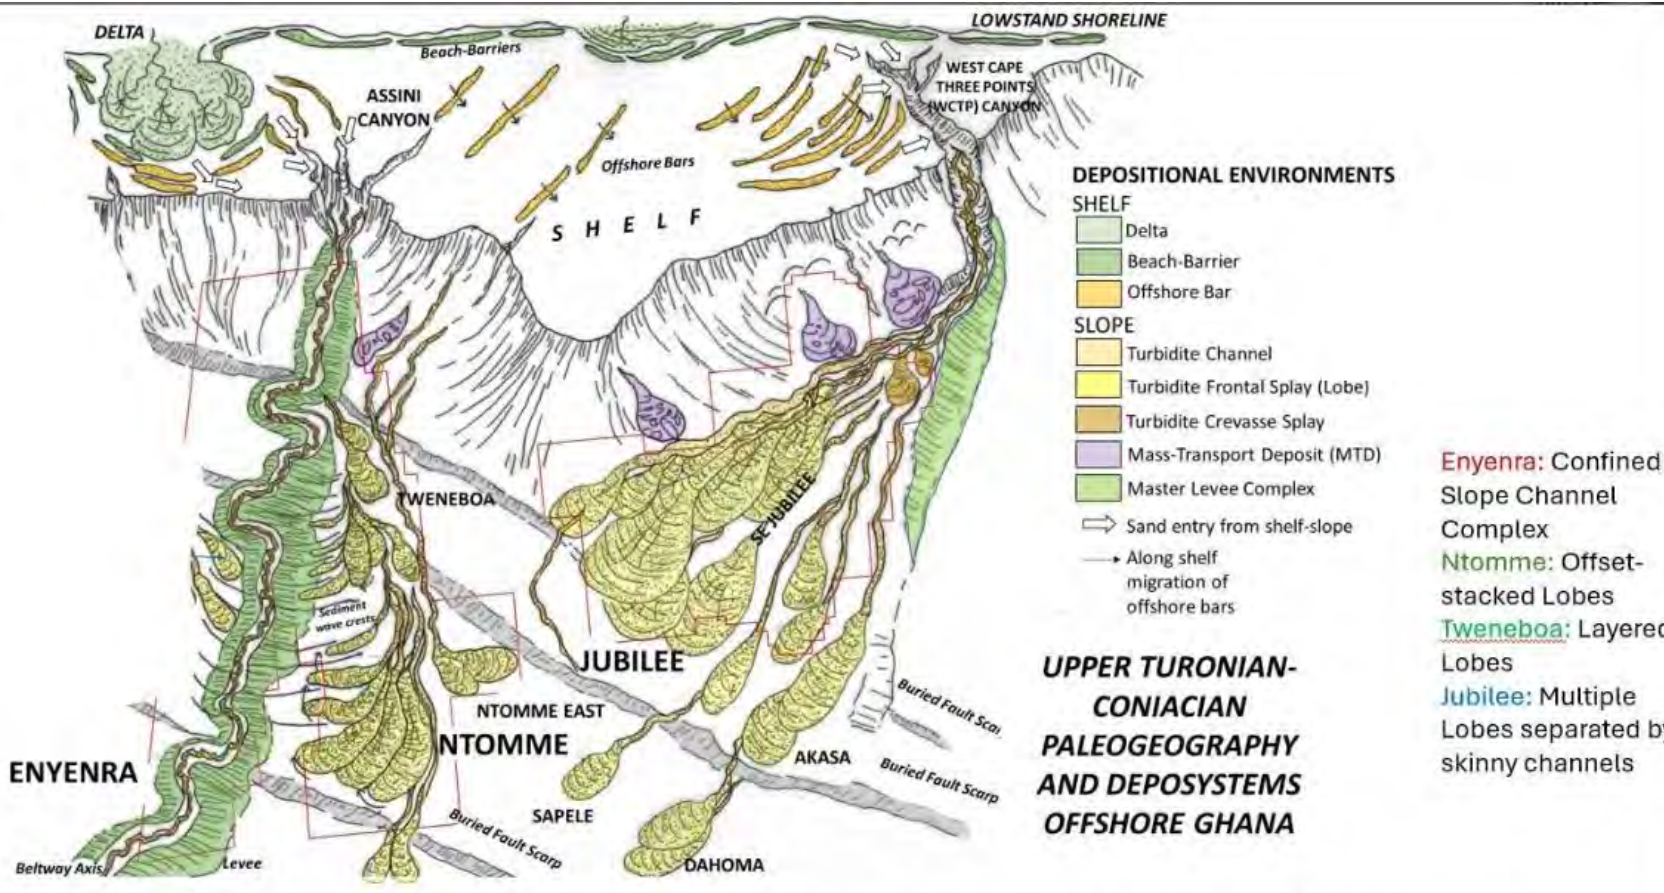 LOWSTAND SHORELINE
DELTA
Beach-Barriers
WEST CAPE
THREE POINTS
(WCTP) CANYON
ASSINI
CANYON
Offshore Bars
SHELF
DEPOSITIONAL ENVIRONMENTS
SHELF
Delta
Beach-Barrier
Offshore Bar
SLOPE
Turbidite Channel
Turbidite Frontal Splay (Lobe)
Turbidite Crevasse Splay
Mass-Transport Deposit (MTD)
Master Levee Complex
Sand entry from shelf-slope
Along shelf
migration of
offshore bars
Enyenra: Confined
Slope Channel
Complex
Ntomme: Offset-
stacked Lobes
Tweneboa: Layered
Lobes
Jubilee: Multiple
Lobes separated by
skinny channels
TWENEBOA
SE JUBILEE
Sediment
wave crests
JUBILEE
NTOMME EAST
NTOMME
ENYENRA
SAPELE
AKASA
DAHOMA
Buried Fault Scar
Buried Fault Scarp
Buried Fault Scarp
Beltway Axis
Levee
UPPER TURONIAN-
CONIACIAN
PALEOGEOGRAPHY
AND DEPOSYSTEMS
OFFSHORE GHANA